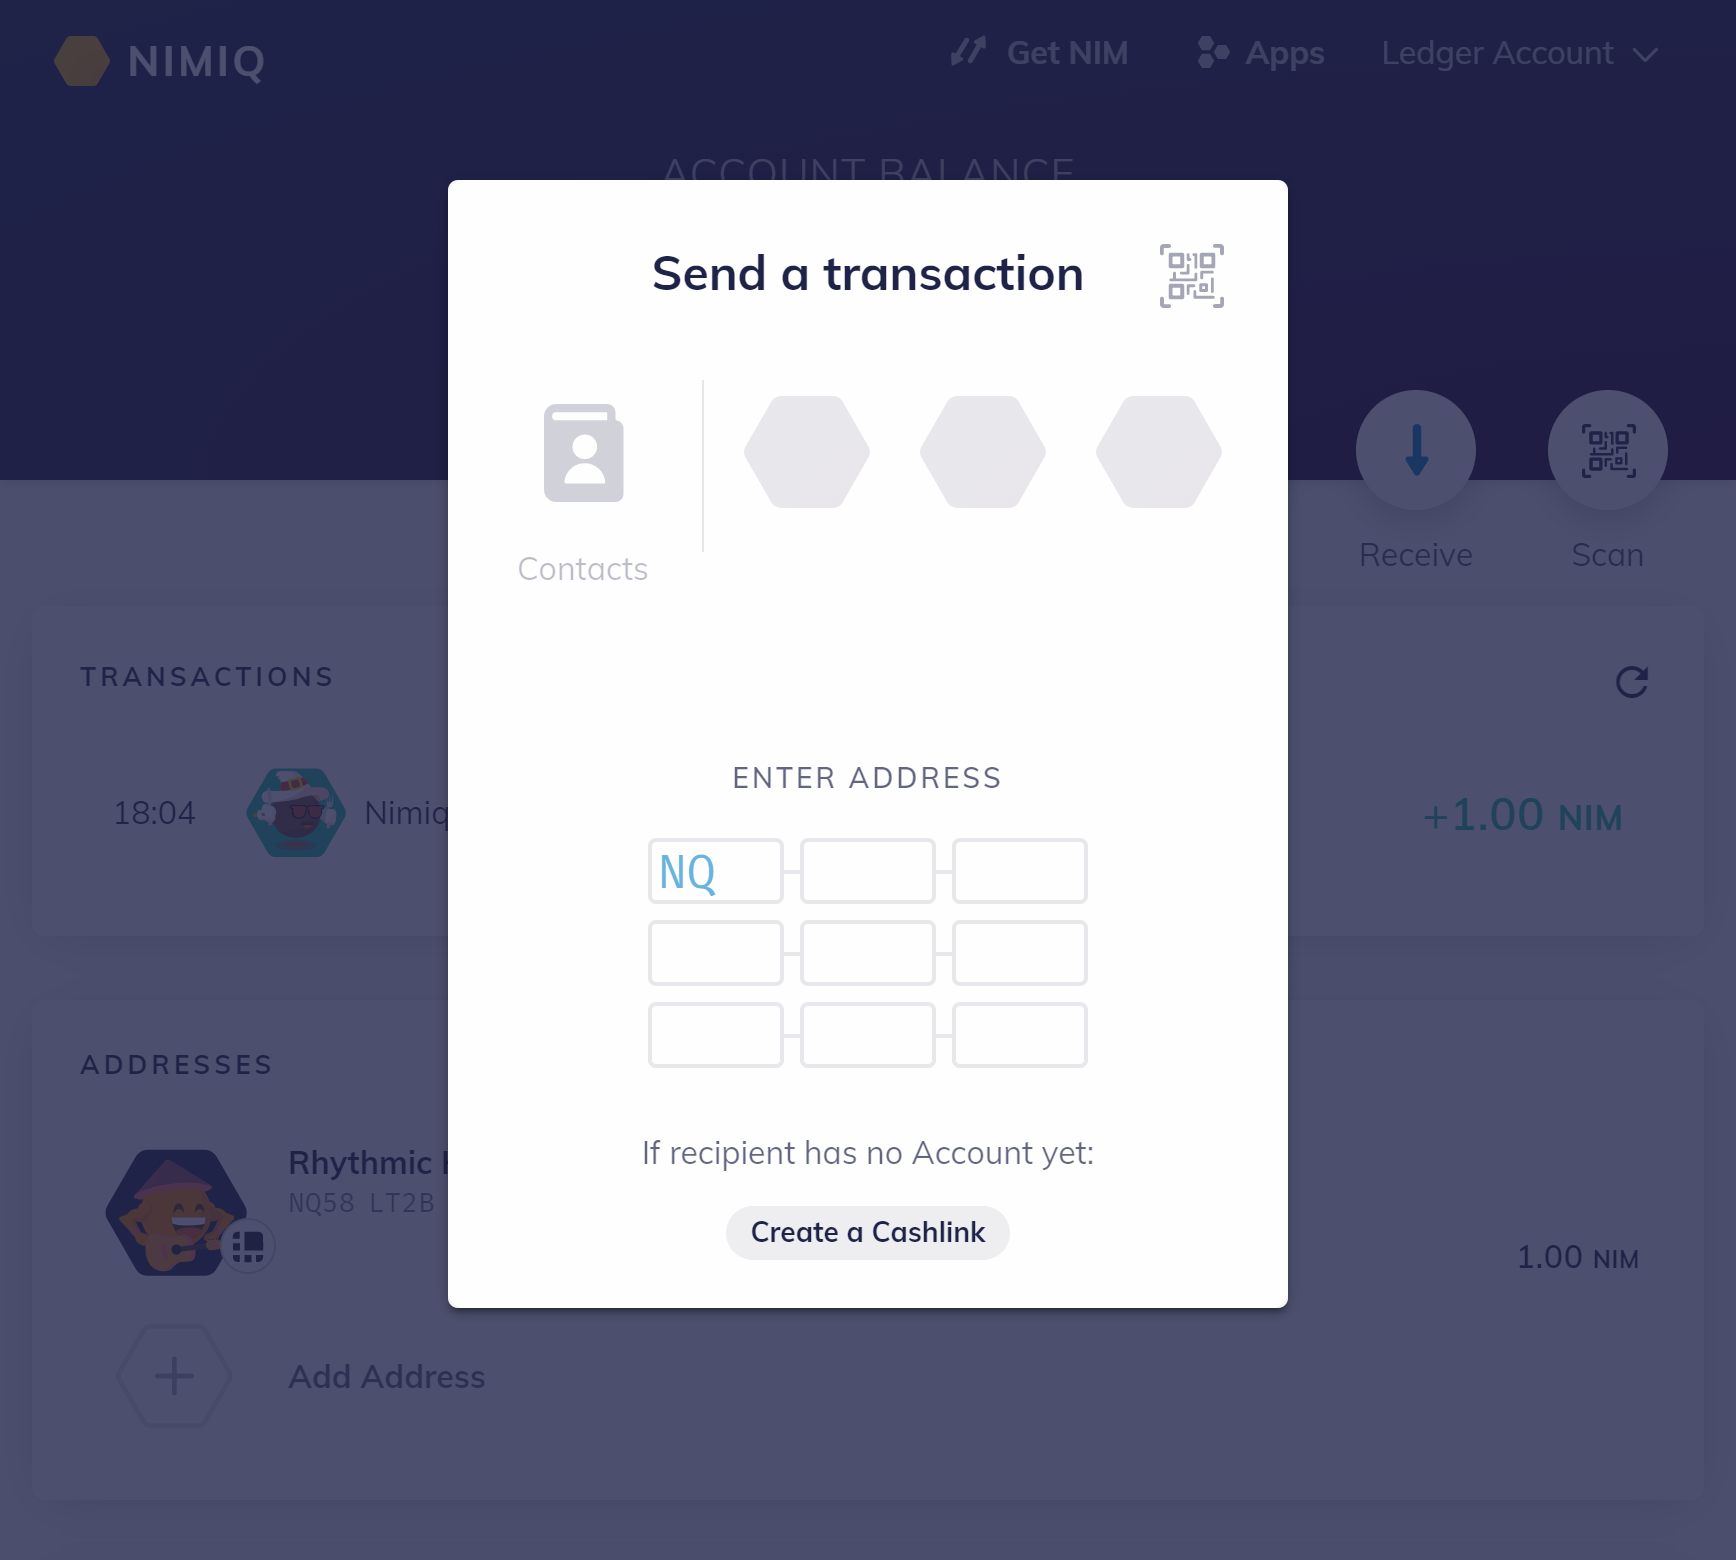 NIMIQ
Get NIM
Apps
Ledger Account
ACCOUNT BALANCE
Send a transaction
Contacts
Receive
Scan
TRANSACTIONS
18:04
Nimiq
+1.00 NIM
ENTER ADDRESS
NQ
ADDRESSES
Rhythmic
NQ58 LT2B
1.00 NIM
Add Address
If recipient has no Account yet:
Create a Cashlink